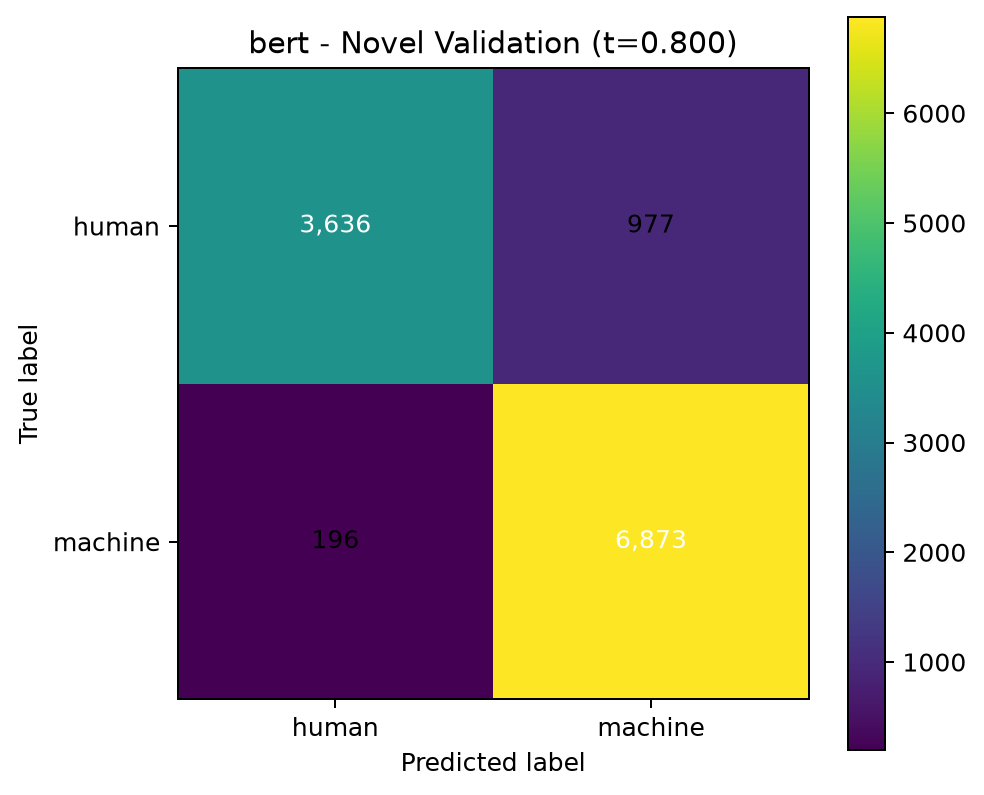 bert - Novel Validation (t=0.800)
True label
human
machine
3,636
977
196
6,873
human
machine
Predicted label
6000
5000
4000
3000
2000
1000